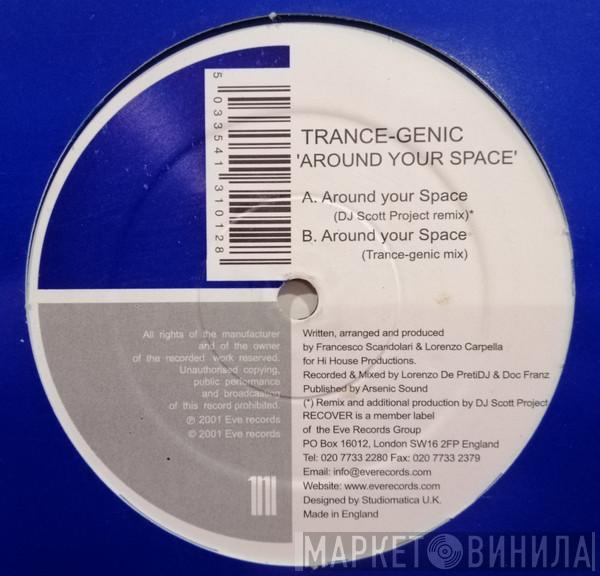 5 033541 310128
TRANCE-GENIC
'AROUND YOUR SPACE'
A. Around your Space
(DJ Scott Project remix)*
B. Around your Space
(Trance-genic mix)
All rights of the manufacturer
and of the owner
of the recorded work reserved.
Unauthorised copying,
public performance
and broadcasting
of this record prohibited.
℗ 2001 Eve records
© 2001 Eve records
Written, arranged and produced
by Francesco Scandolari & Lorenzo Carpella
for Hi House Productions.
Recorded & Mixed by Lorenzo De PretiDJ & Doc Franz
Published by Arsenic Sound
(*) Remix and additional production by DJ Scott Project
RECOVER is a member label
of the Eve Records Group
PO Box 16012, London SW16 2FP England
Tel: 020 7733 2280 Fax: 020 7733 2379
Email: info@everecords.com
Website: www.everecords.com
Designed by Studiomatica U.K.
Made in England
МАРКЕТ ВИНИЛА